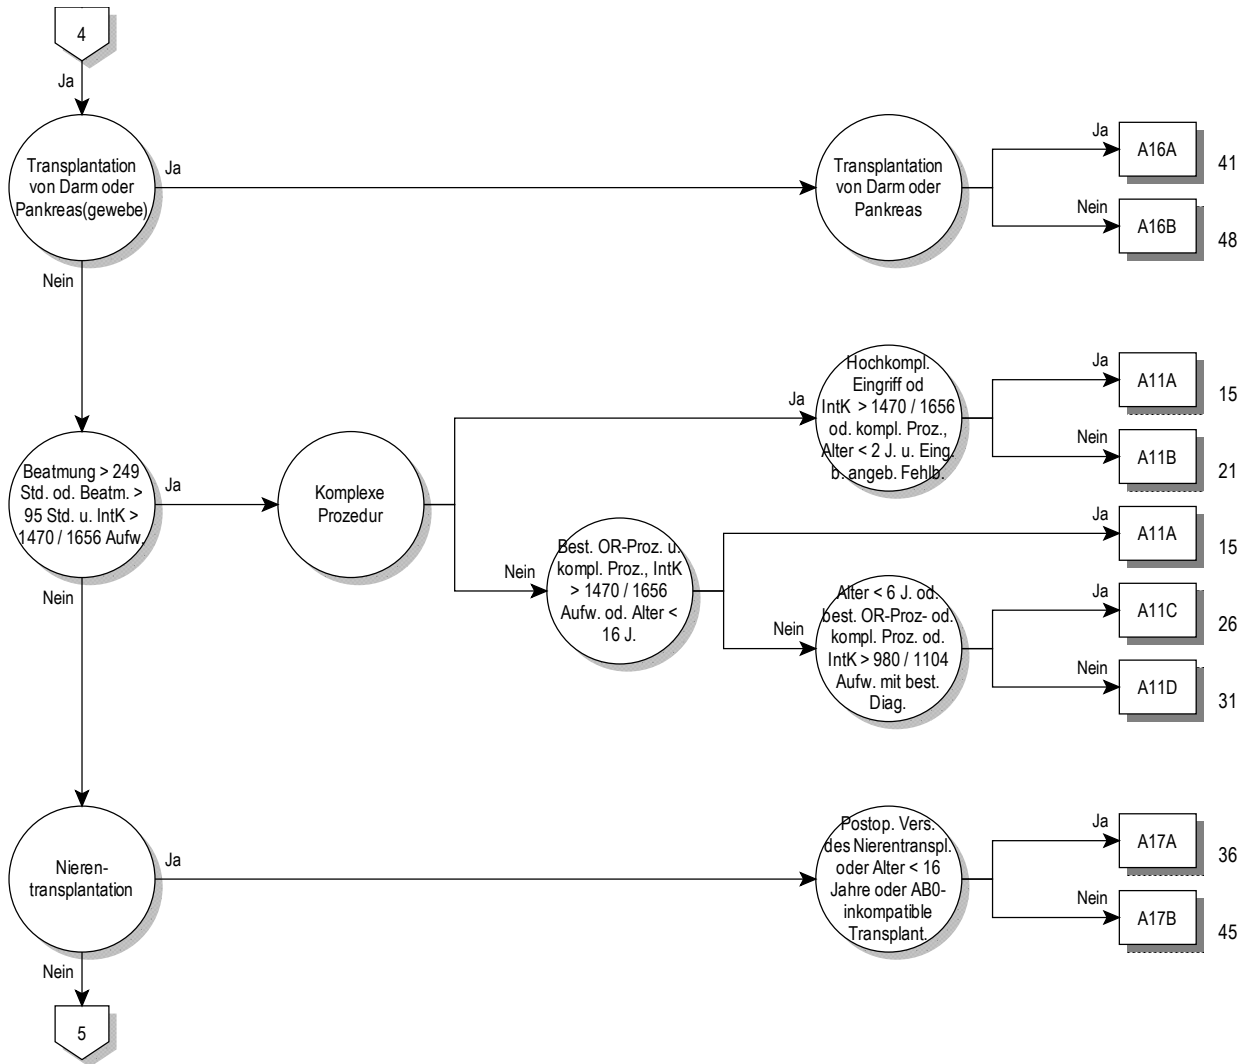 4
Ja
Transplantation
von Darm oder
Pankreas(gewebe)
Ja
Transplantation
von Darm oder
Pankreas
Ja
A16A
41
Nein
A16B
48
Nein
Beatmung > 249
Std. od. Beatm. >
95 Std. u. IntK >
1470 / 1656 Aufw.
Ja
Komplexe
Prozedur
Ja
Hochkompl.
Eingriff od
IntK > 1470 / 1656
od. kompl. Proz.,
Alter < 2 J. u. Eing.
b. angeb. Fehlb.
Ja
A11A
15
Nein
A11B
21
Nein
Best. OR-Proz. u.
kompl. Proz., IntK
> 1470 / 1656
Aufw. od. Alter <
16 J.
Ja
A11A
15
Nein
Alter < 6 J. od.
best. OR-Proz- od.
kompl. Proz. od.
IntK > 980 / 1104
Aufw. mit best.
Diag.
Ja
A11C
26
Nein
A11D
31
Nein
Nieren-
transplantation
Ja
Postop. Vers.
des Nierentranspl.
oder Alter < 16
Jahre oder AB0-
inkompatible
Transplant.
Ja
A17A
36
Nein
A17B
45
Nein
5